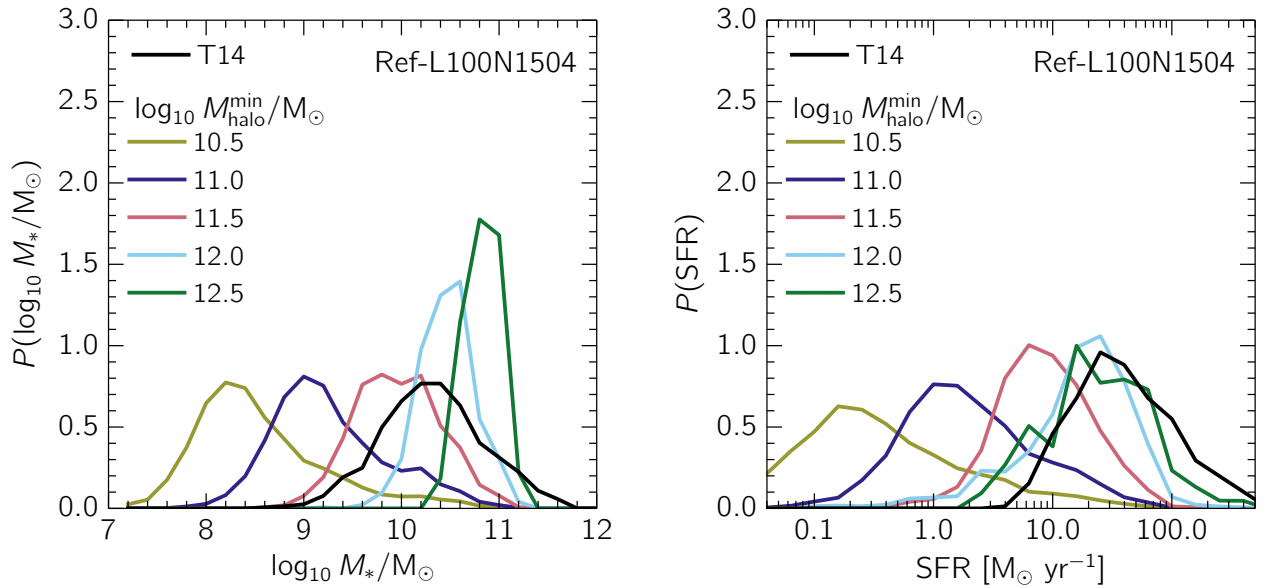 3.0
2.5
2.0
1.5
1.0
0.5
0.0
P(log₁₀ M*/M☉)
T14
Ref-L100N1504
log₁₀ Mᵐⁱⁿhalo/M☉
10.5
11.0
11.5
12.0
12.5
7 8 9 10 11 12
log₁₀ M*/M☉
3.0
2.5
2.0
1.5
1.0
0.5
0.0
P(SFR)
T14
Ref-L100N1504
log₁₀ Mᵐⁱⁿhalo/M☉
10.5
11.0
11.5
12.0
12.5
0.1 1.0 10.0 100.0
SFR [M☉ yr⁻¹]